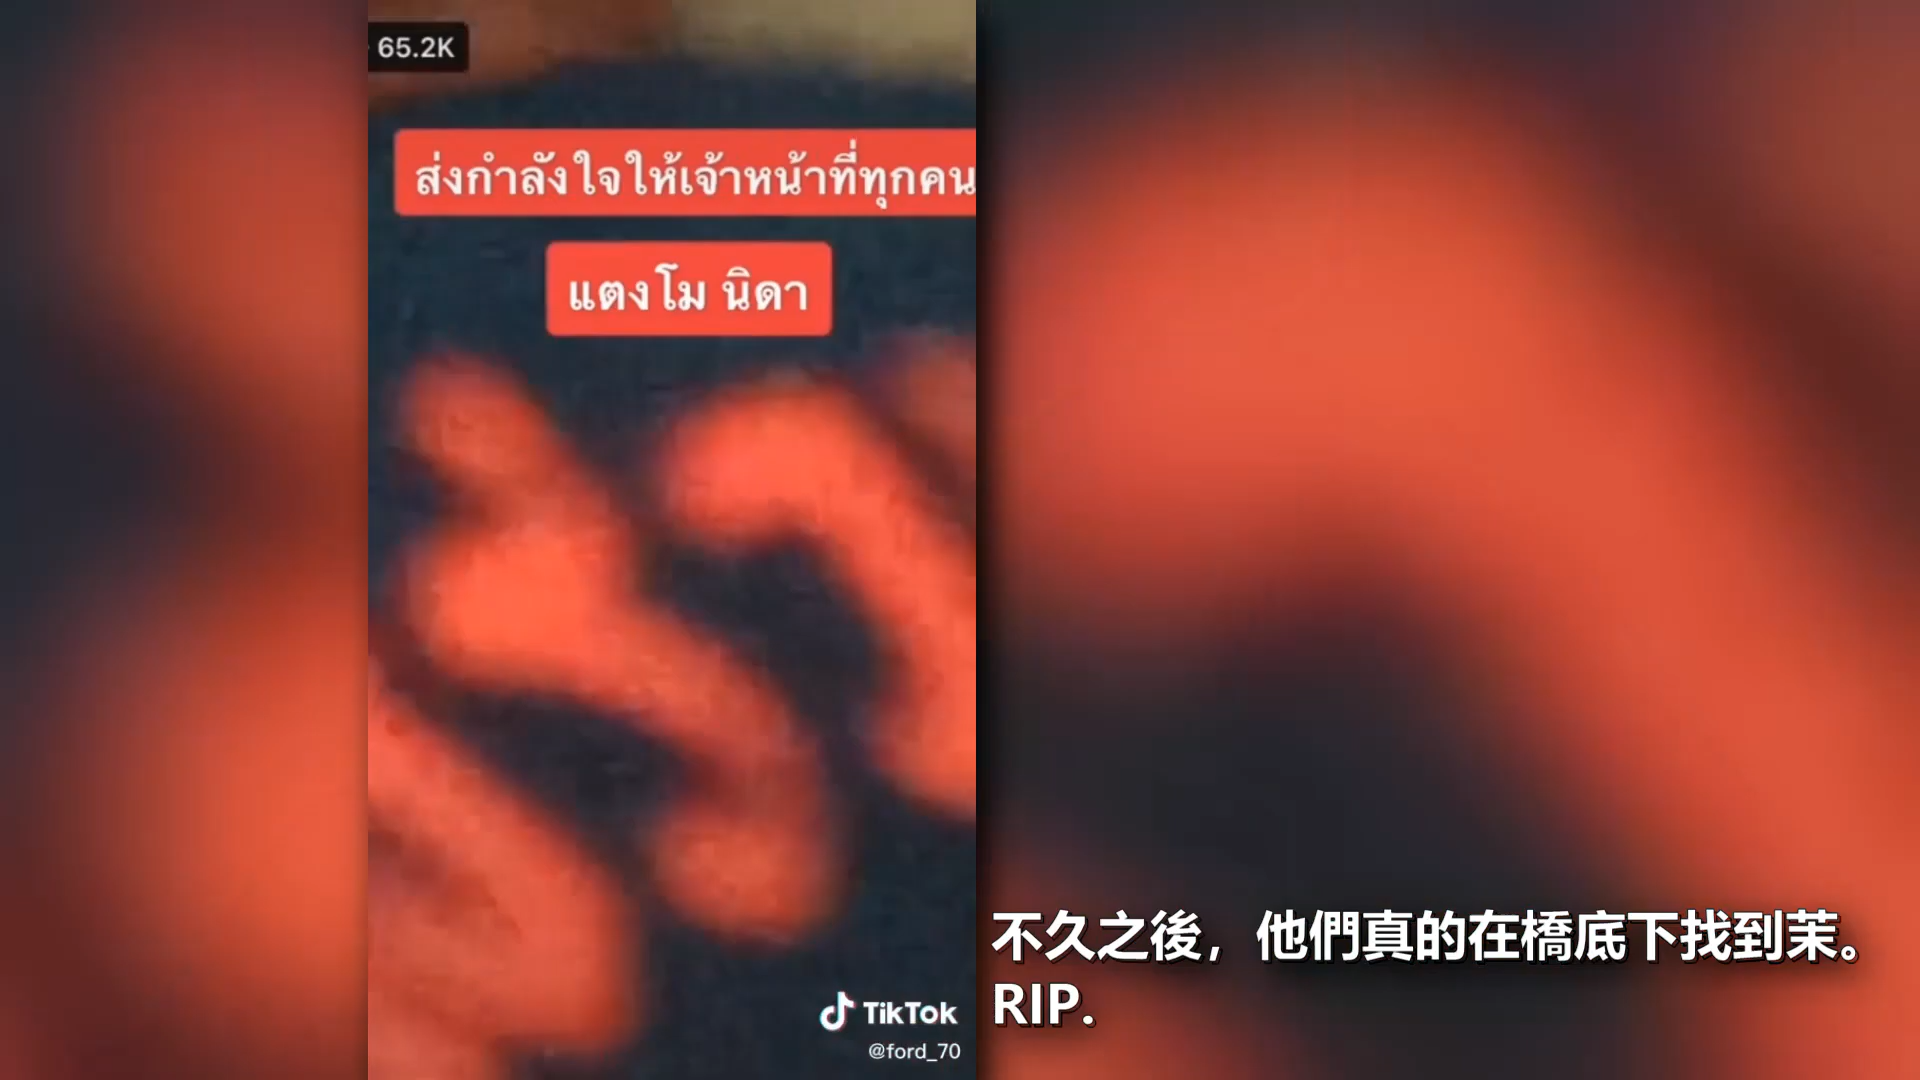 65.2K
ส่งกำลังใจให้เจ้าหน้าที่ทุกคน
แตงโม นิดา
TikTok
@ford_70
不久之後，他們真的在橋底下找到茉。
RIP.